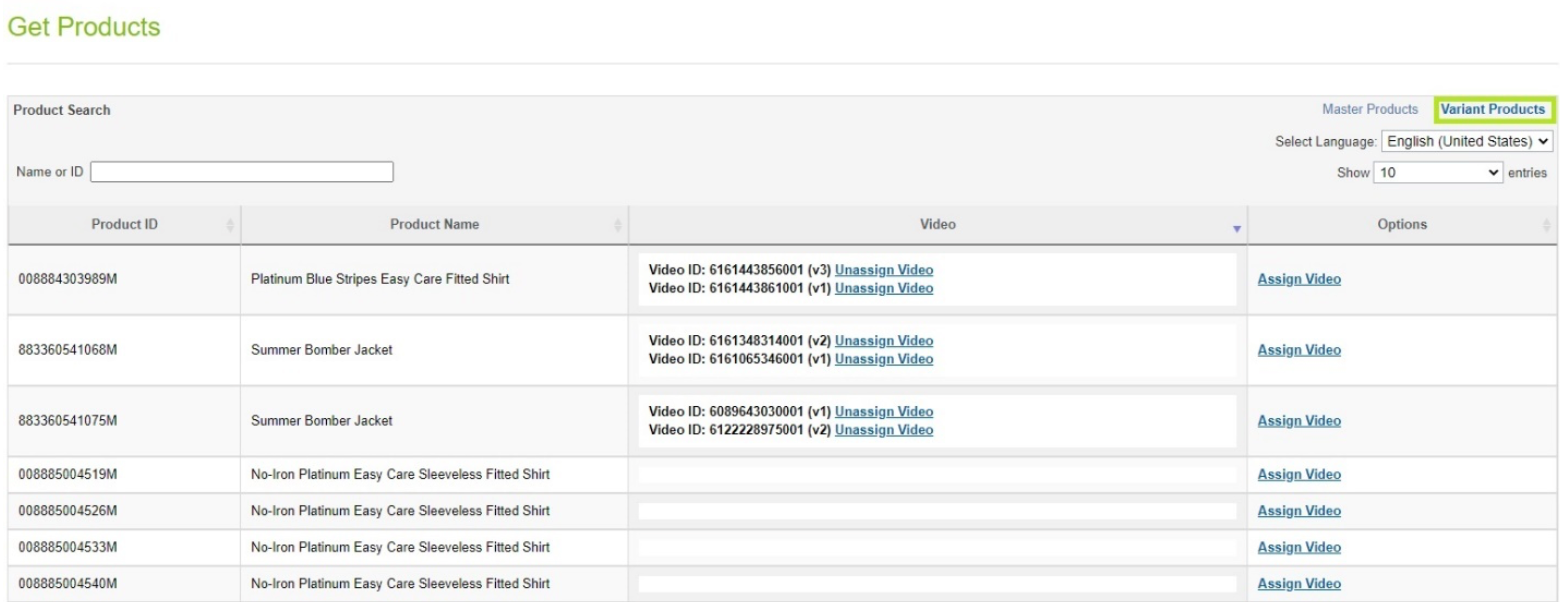 Get Products
Product Search
Master Products Variant Products
Select Language: English (United States)
Name or ID
Show 10 entries
Product ID Product Name Video Options
008884303989M Platinum Blue Stripes Easy Care Fitted Shirt Video ID: 6161443856001 (v3) Unassign Video Assign Video
Video ID: 6161443861001 (v1) Unassign Video
883360541068M Summer Bomber Jacket Video ID: 6161348314001 (v2) Unassign Video Assign Video
Video ID: 6161065346001 (v1) Unassign Video
883360541075M Summer Bomber Jacket Video ID: 6089643030001 (v1) Unassign Video Assign Video
Video ID: 6122228975001 (v2) Unassign Video
008885004519M No-Iron Platinum Easy Care Sleeveless Fitted Shirt Assign Video
008885004526M No-Iron Platinum Easy Care Sleeveless Fitted Shirt Assign Video
008885004533M No-Iron Platinum Easy Care Sleeveless Fitted Shirt Assign Video
008885004540M No-Iron Platinum Easy Care Sleeveless Fitted Shirt Assign Video